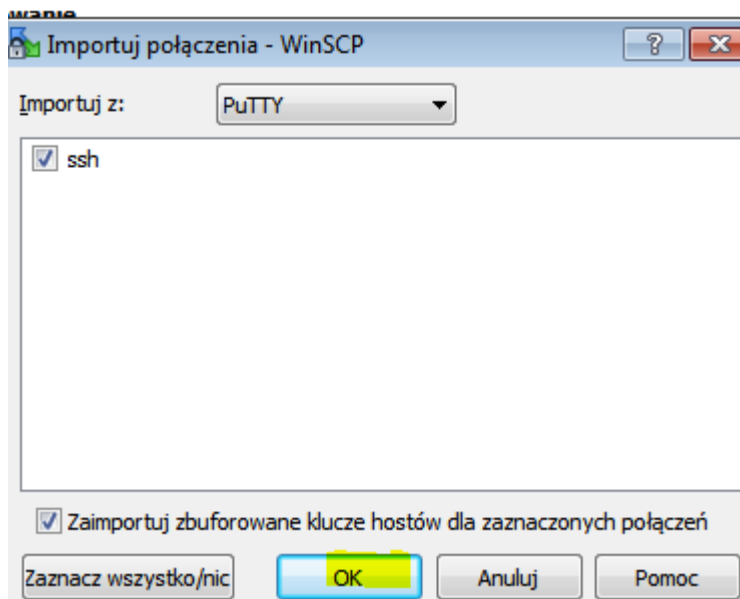 owanie
Importuj połączenia - WinSCP
Importuj z:
PuTTY
ssh
Zaimportuj zbuforowane klucze hostów dla zaznaczonych połączeń
Zaznacz wszystko/nic
OK
Anuluj
Pomoc